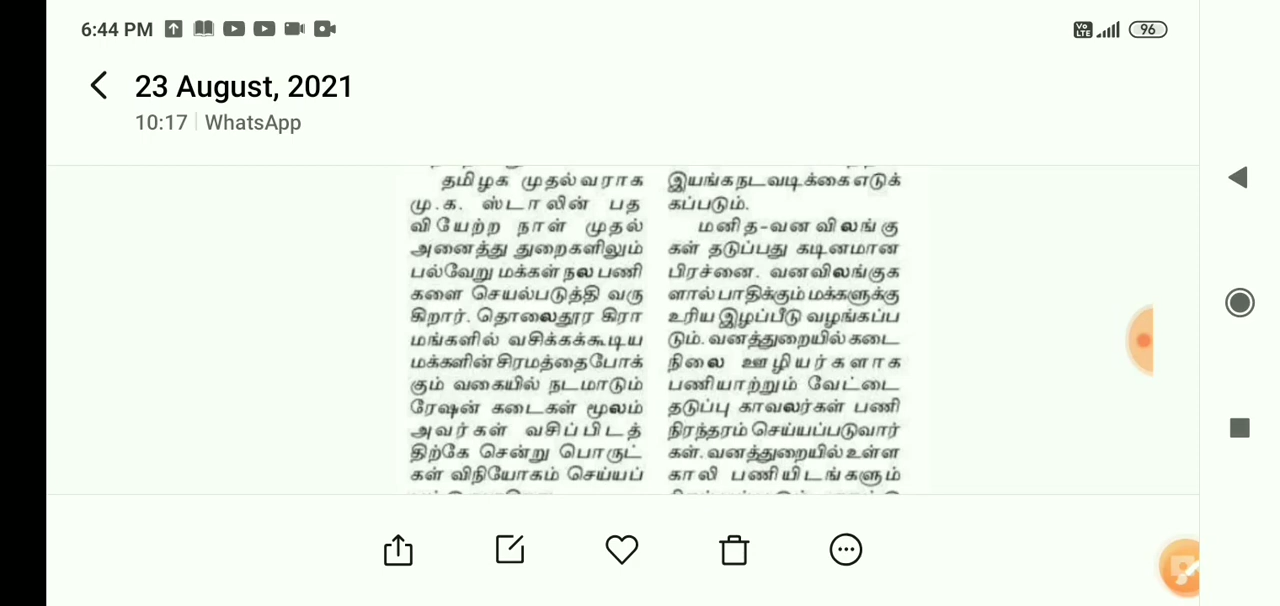 6:44 PM
VoLTE
96
23 August, 2021
10:17 WhatsApp
தமிழக முதல்வராக
மு.க. ஸ்டாலின் பத
வியேற்ற நாள் முதல்
அனைத்து துறைகளிலும்
பல்வேறு மக்கள் நல பணி
களை செயல்படுத்தி வரு
கிறார். தொலைதூர கிரா
மங்களில் வசிக்கக்கூடிய
மக்களின் சிரமத்தை போக்
கும் வகையில் நடமாடும்
ரேஷன் கடைகள் மூலம்
அவர்கள் வசிப்பிடத்
திற்கே சென்று பொருட்
கள் விநியோகம் செய்யப்
இயங்க நடவடிக்கை எடுக்
கப்படும்.
மனித-வன விலங்கு
கள் தடுப்பது கடினமான
பிரச்னை. வனவிலங்குக
ளால் பாதிக்கும் மக்களுக்கு
உரிய இழப்பீடு வழங்கப்ப
டும். வனத்துறையில் கடை
நிலை ஊழியர்களாக
பணியாற்றும் வேட்டை
தடுப்பு காவலர்கள் பணி
நிரந்தரம் செய்யப்படுவார்
கள். வனத்துறையில் உள்ள
காலி பணியிடங்களும்